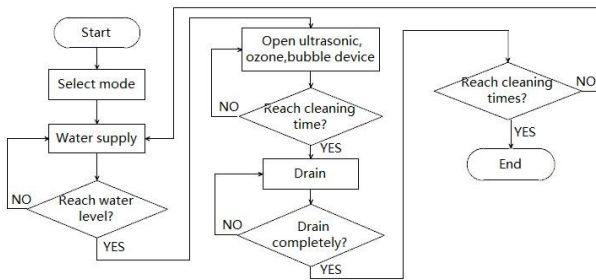 Start
Select mode
Water supply
NO
Reach water
level?
YES
Open ultrasonic,
ozone,bubble device
NO
Reach cleaning
time?
YES
Drain
NO
Drain
completely?
YES
Reach cleaning
times?
NO
YES
End